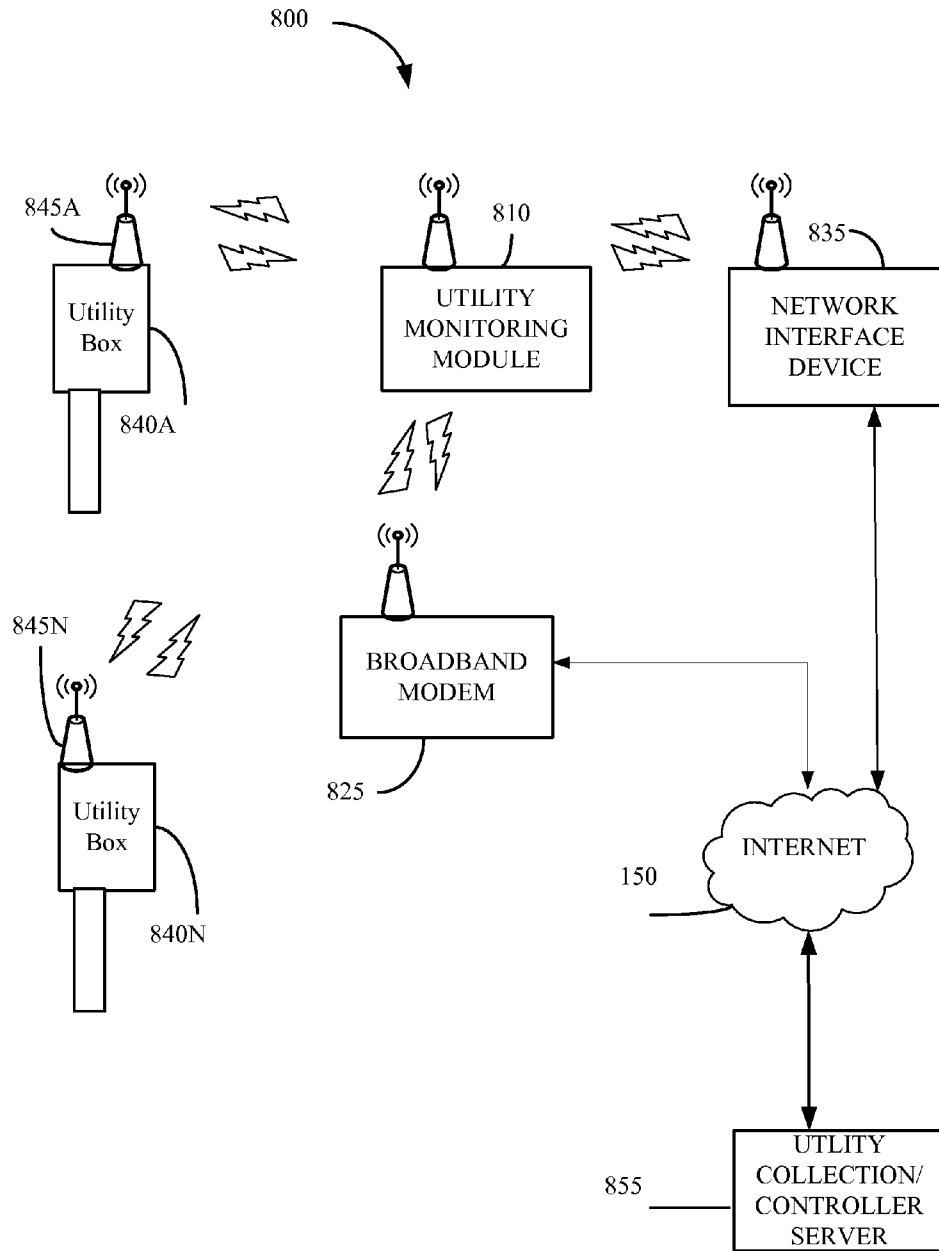 800
845A
810
835
Utility
Box
UTILITY
MONITORING
MODULE
NETWORK
INTERFACE
DEVICE
840A
845N
BROADBAND
MODEM
825
Utility
Box
INTERNET
150
840N
UTLITY
COLLECTION/
CONTROLLER
SERVER
855